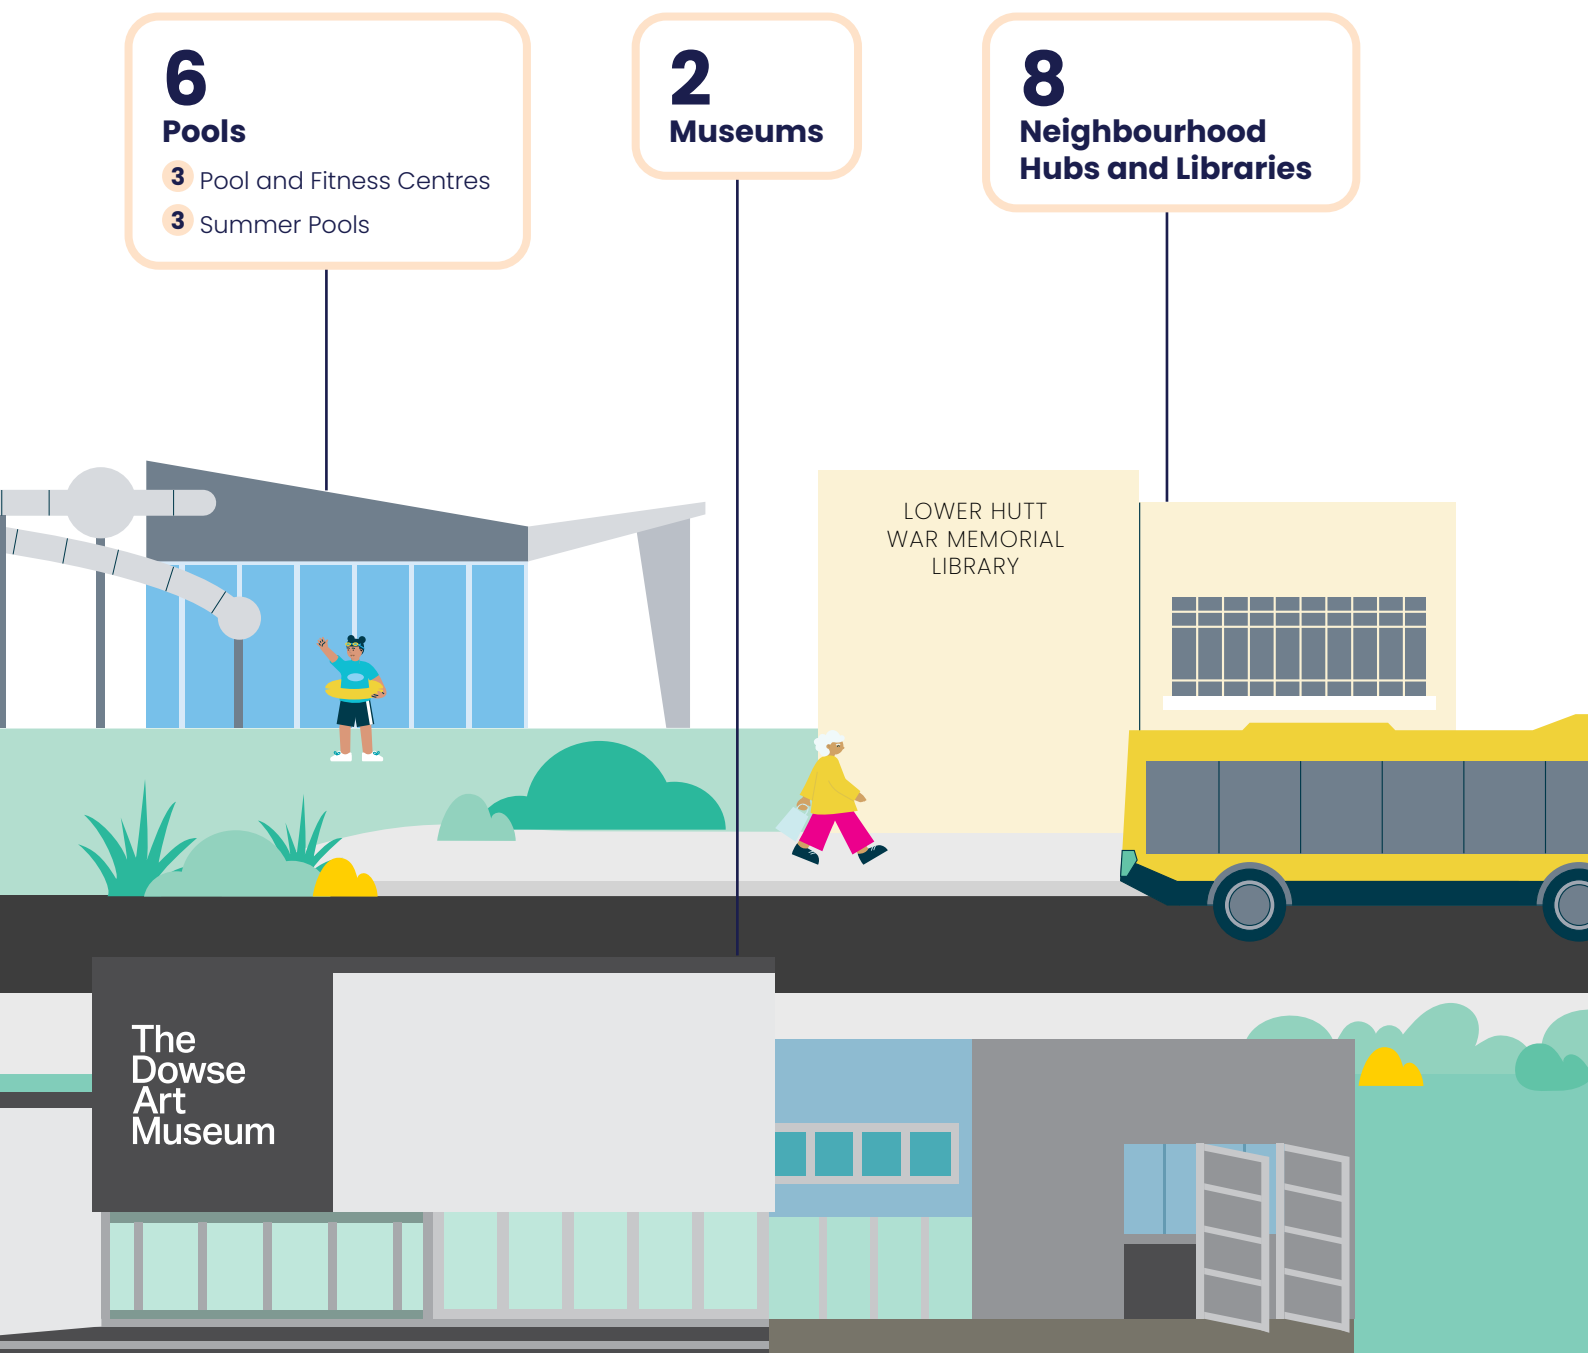 6
Pools
3 Pool and Fitness Centres
3 Summer Pools
2
Museums
8
Neighbourhood
Hubs and Libraries
LOWER HUTT
WAR MEMORIAL
LIBRARY
The
Dowse
Art
Museum